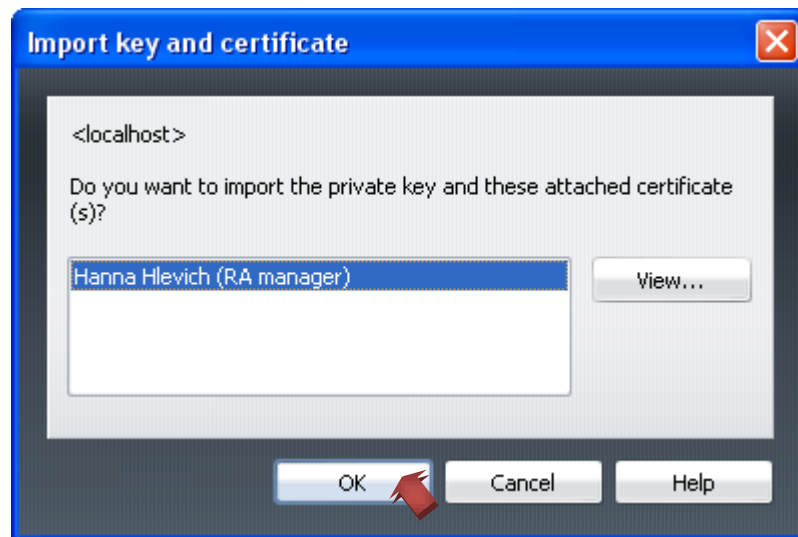 Import key and certificate
<localhost>
Do you want to import the private key and these attached certificate
(s)?
Hanna Hlevich (RA manager)
View...
OK
Cancel
Help